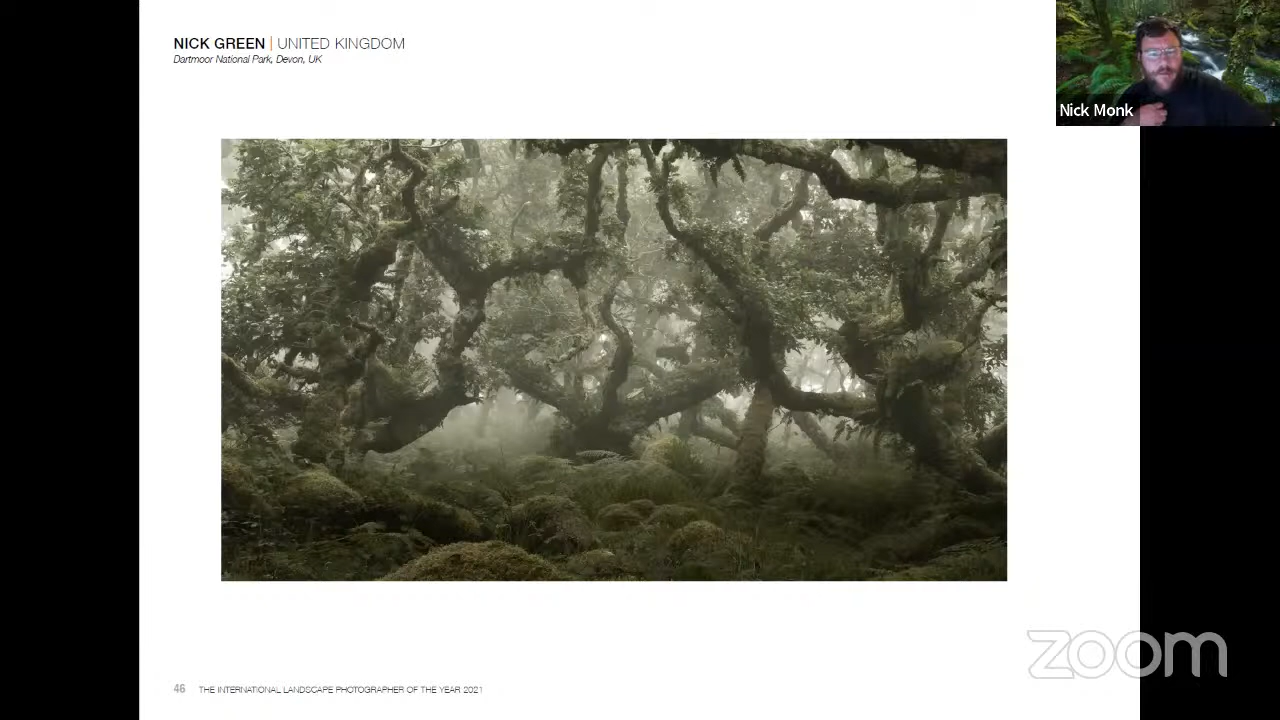 NICK GREEN | UNITED KINGDOM
Dartmoor National Park, Devon, UK
Nick Monk
zoom
46 THE INTERNATIONAL LANDSCAPE PHOTOGRAPHER OF THE YEAR 2021